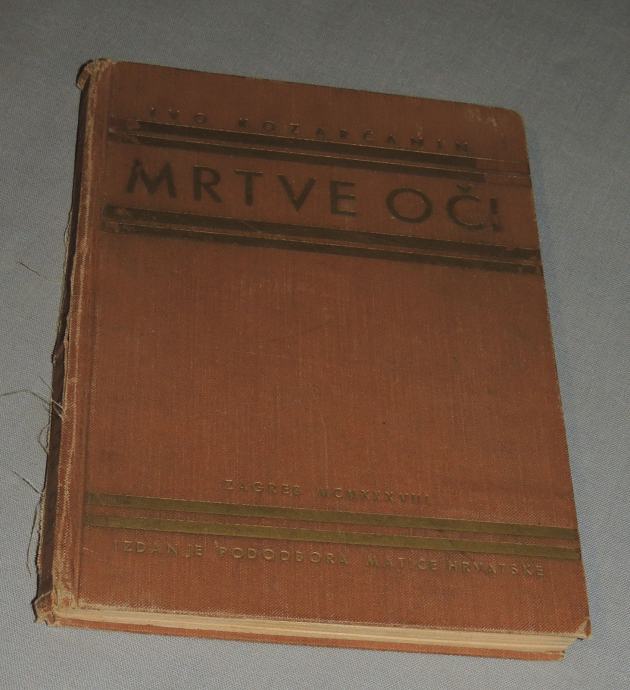 IVO KOZARČANIN
MRTVE OČI
ZAGREB MCMXXXVIII
IZDANJE PODODBORA MATICE HRVATSKE